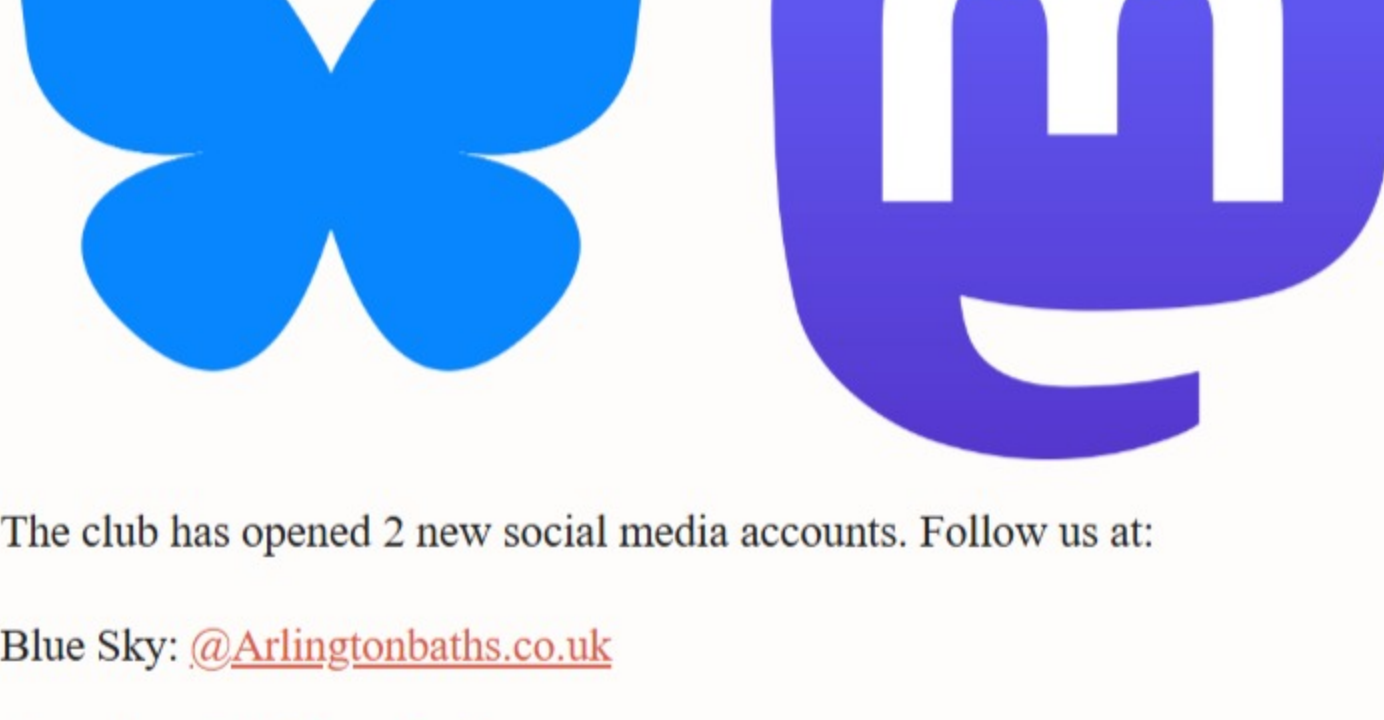 The club has opened 2 new social media accounts. Follow us at:
Blue Sky: @Arlingtonbaths.co.uk